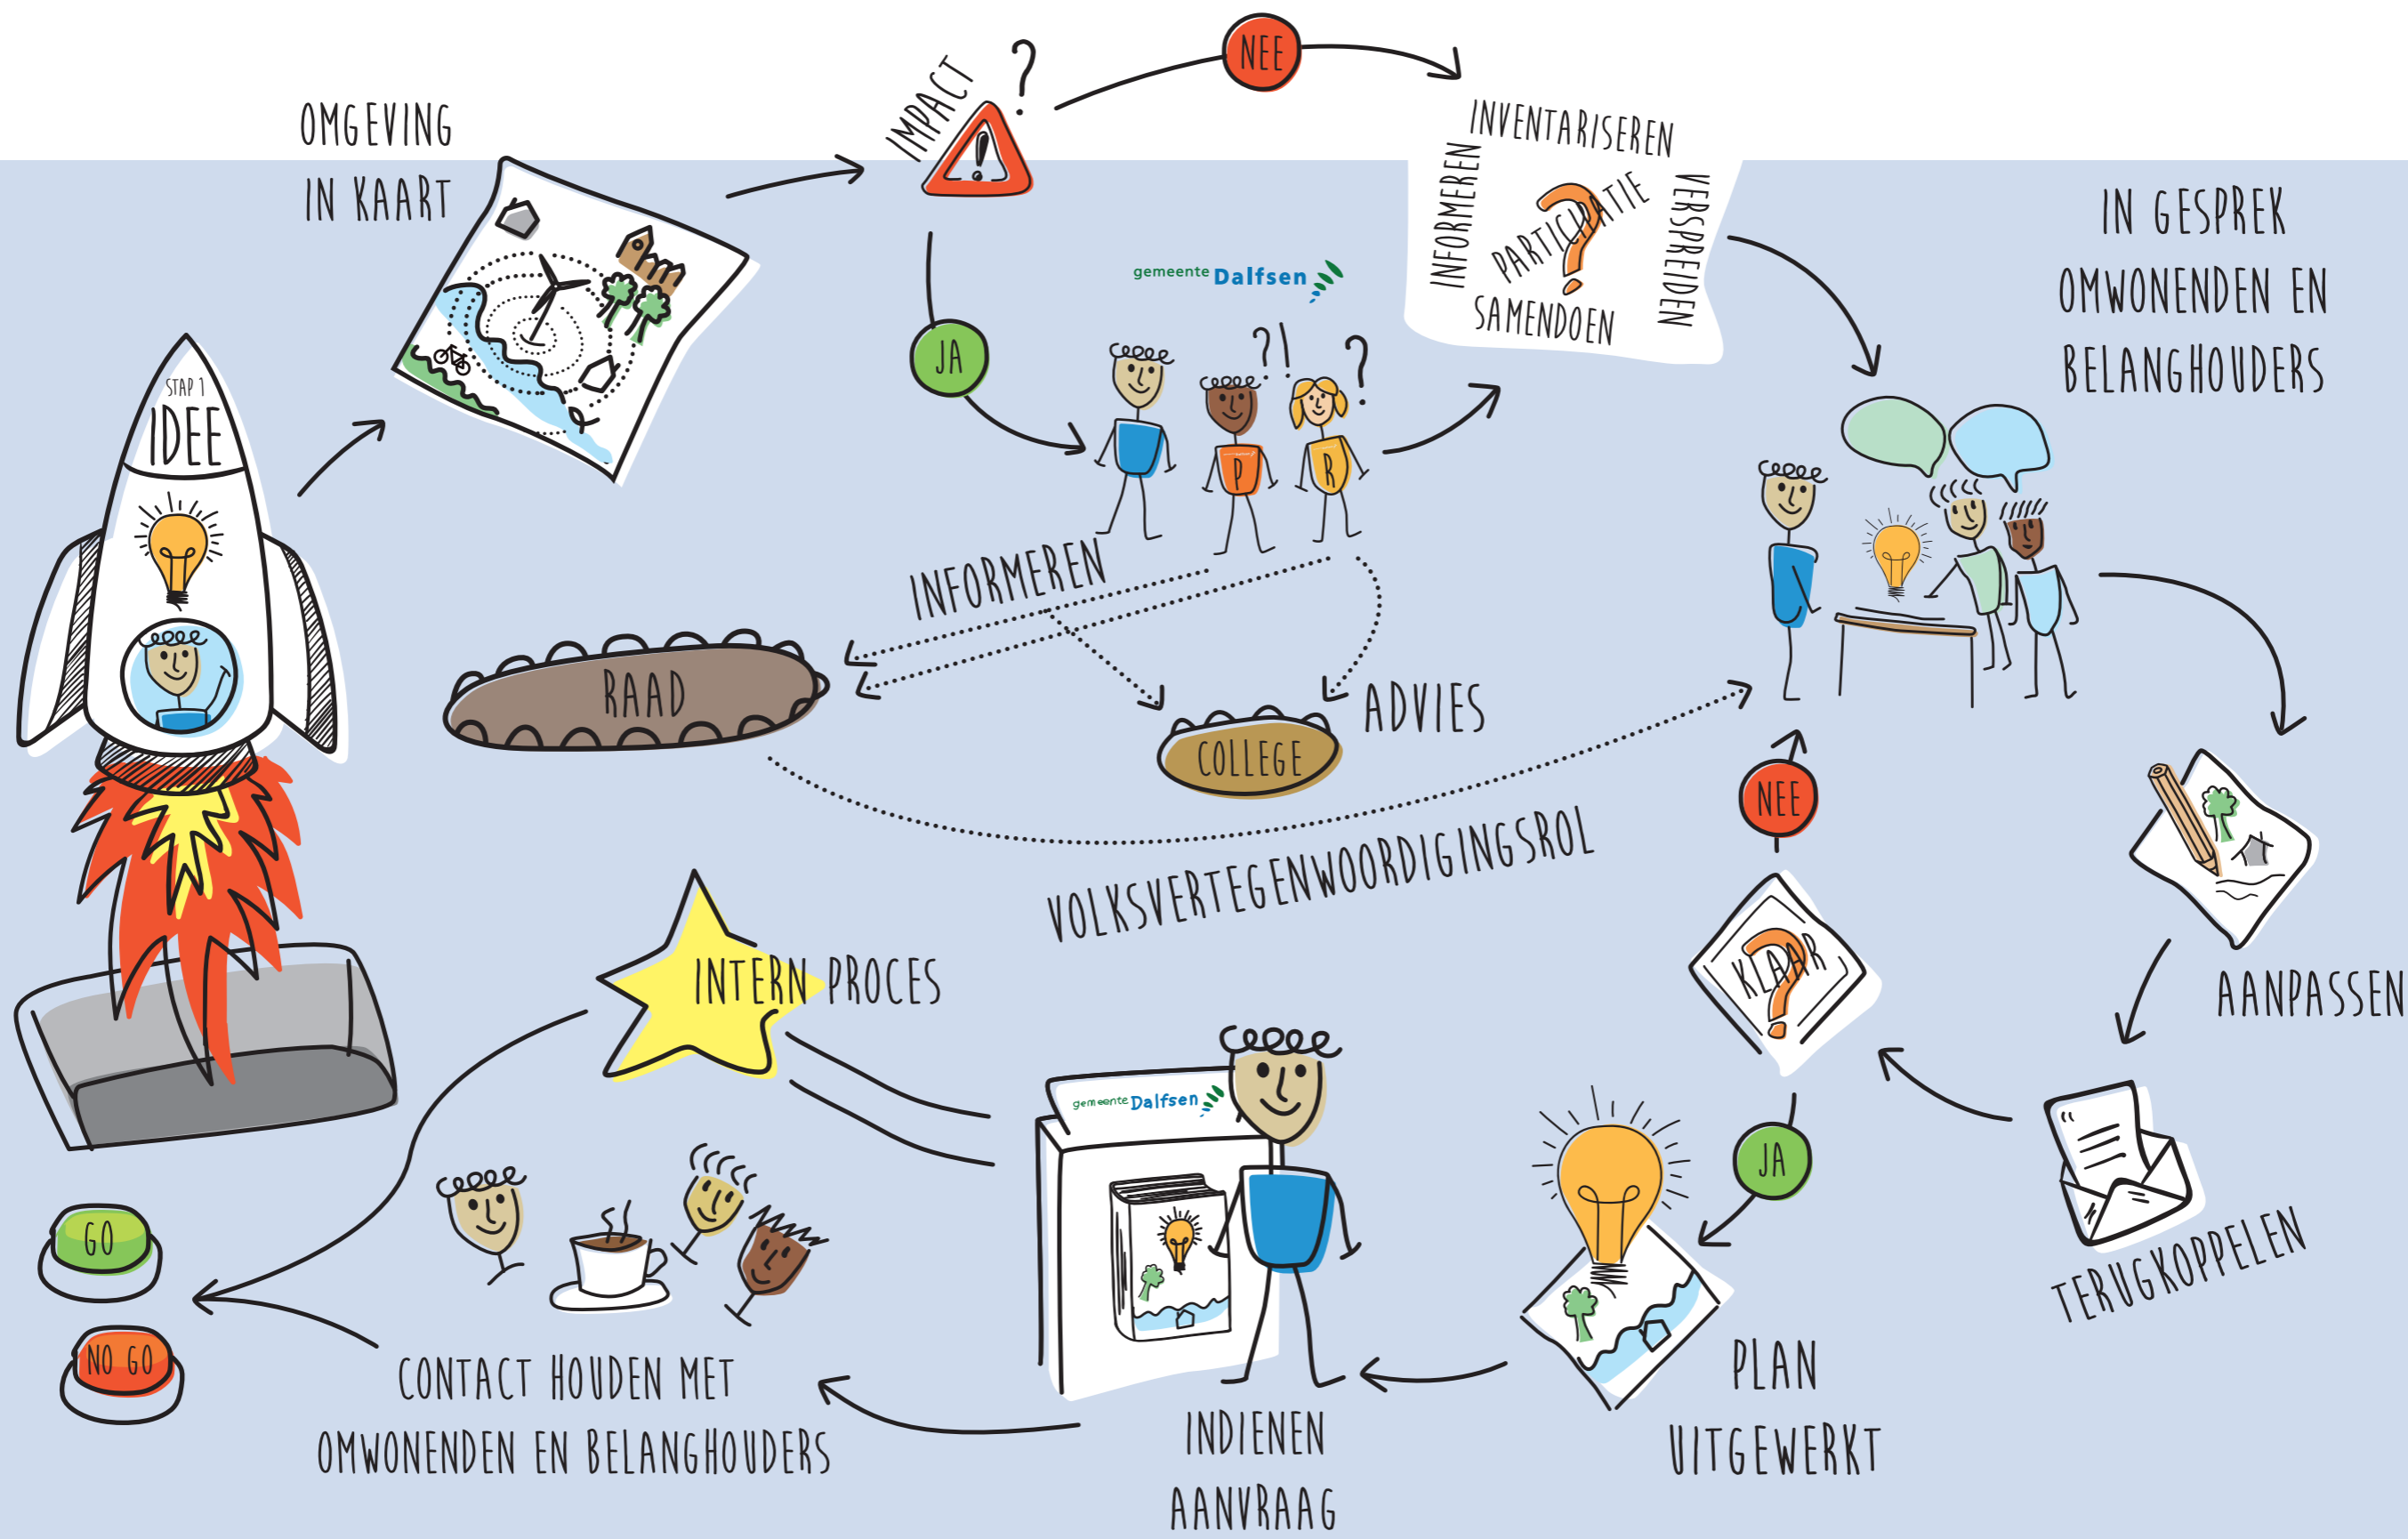 STAP 1
IDEE
OMGEVING
IN KAART
IMPACT
?
NEE
JA
gemeente Dalfsen
?!
?
P
R
INVENTARISEREN
INFORMEREN
PARTICIPATIE
?
VERSPREIDEN
SAMENDOEN
IN GESPREK
OMWONENDEN EN
BELANGHOUDERS
INFORMEREN
RAAD
COLLEGE
ADVIES
VOLKSVERTEGENWOORDIGINGSROL
AANPASSEN
TERUGKOPPELEN
KLAAR
?
NEE
JA
PLAN
UITGEWERKT
gemeente Dalfsen
INDIENEN
AANVRAAG
INTERN PROCES
CONTACT HOUDEN MET
OMWONENDEN EN BELANGHOUDERS
GO
NO GO